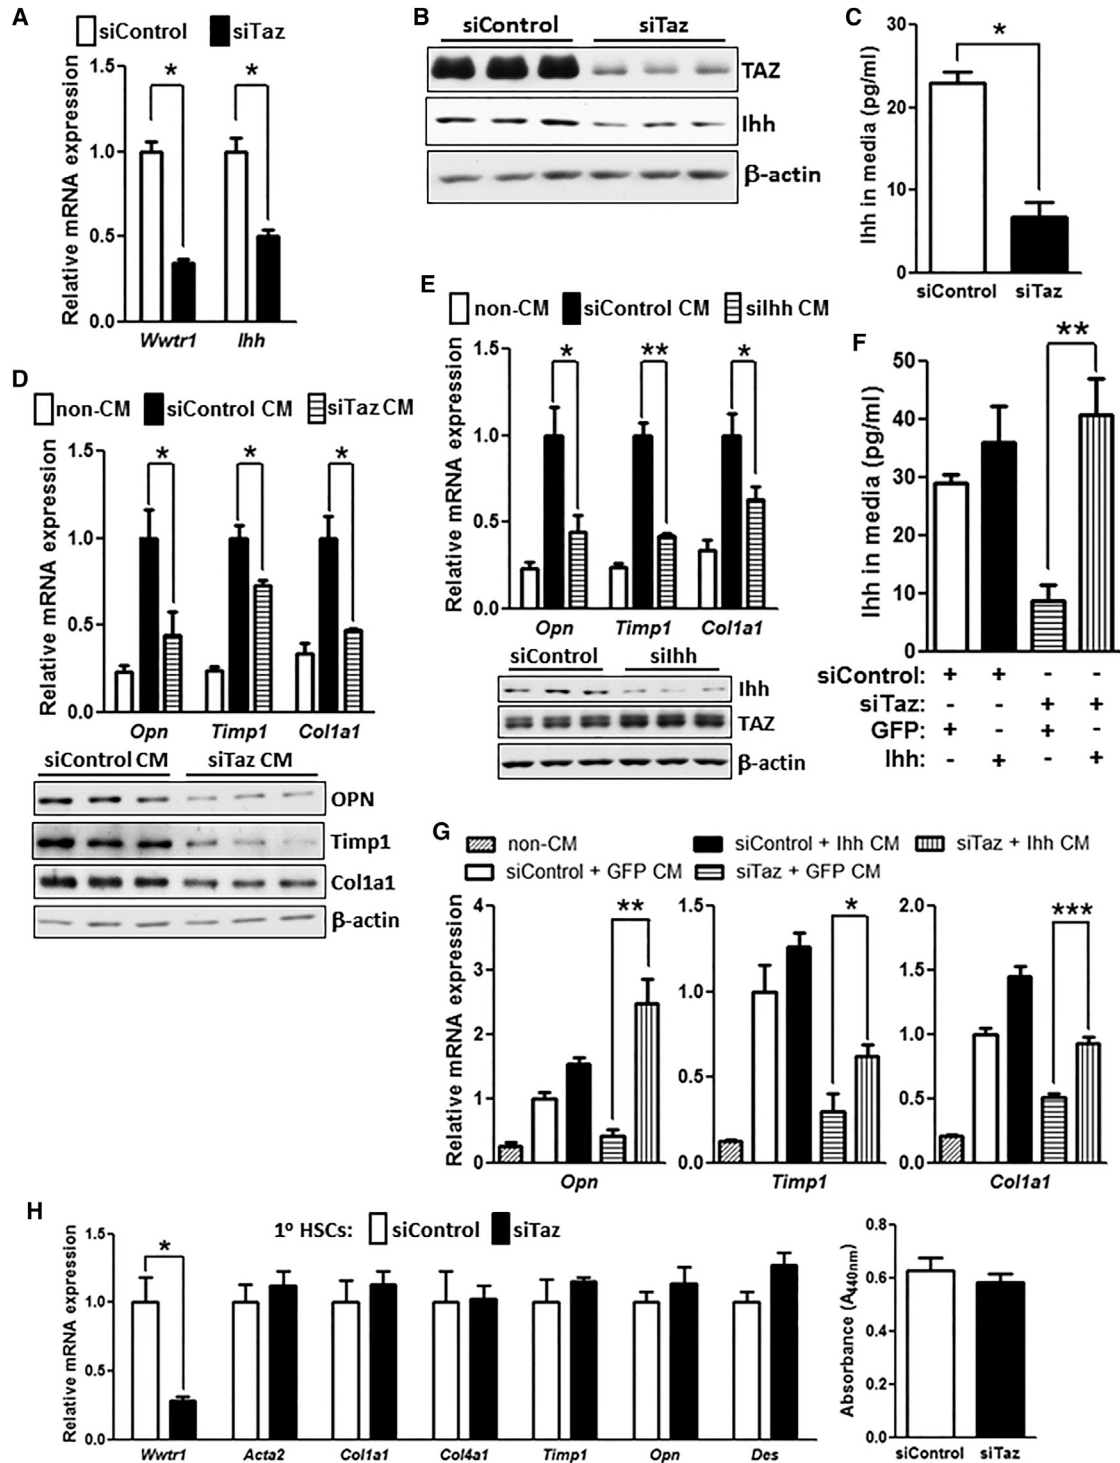 A
siControl siTaz
Relative mRNA expression
1.5
1.0
0.5
0.0
*
*
Wwtr1 Ihh
B
siControl siTaz
TAZ
Ihh
β-actin
C
Ihh in media (pg/ml)
30
20
10
0
*
siControl siTaz
D
non-CM siControl CM siTaz CM
Relative mRNA expression
1.5
1.0
0.5
0.0
*
*
*
Opn Timp1 Col1a1
siControl CM siTaz CM
OPN
Timp1
Col1a1
β-actin
E
non-CM siControl CM siIhh CM
Relative mRNA expression
1.5
1.0
0.5
0.0
*
**
*
Opn Timp1 Col1a1
siControl siIhh
Ihh
TAZ
β-actin
F
Ihh in media (pg/ml)
50
40
30
20
10
0
**
siControl: + + - -
siTaz: - - + +
GFP: + - + -
Ihh: - + - +
G
non-CM siControl + Ihh CM siTaz + Ihh CM
siControl + GFP CM siTaz + GFP CM
Relative mRNA expression
4
3
2
1
0
**
Opn
1.5
1.0
0.5
0.0
*
Timp1
2.0
1.5
1.0
0.5
0.0
***
Col1a1
H
1º HSCs: siControl siTaz
Relative mRNA expression
1.5
1.0
0.5
0.0
*
Wwtr1 Acta2 Col1a1 Col4a1 Timp1 Opn Des
Absorbance (A440nm)
0.8
0.6
0.4
0.2
0.0
siControl siTaz